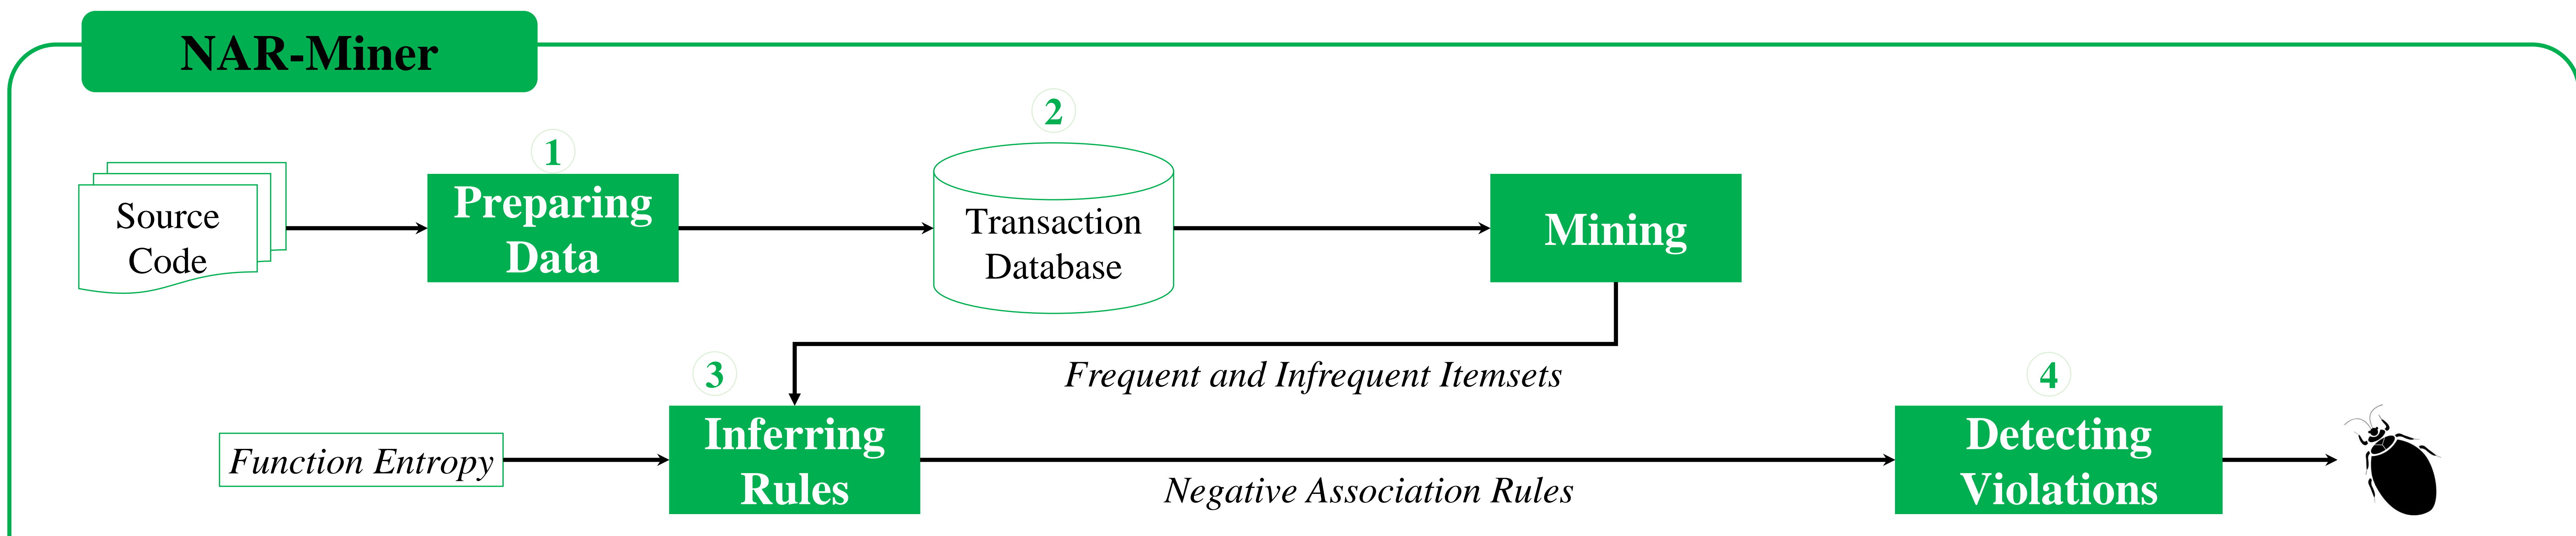 NAR-Miner
1
2
Source
Code
Preparing
Data
Transaction
Database
Mining
Frequent and Infrequent Itemsets
3
4
Function Entropy
Inferring
Rules
Negative Association Rules
Detecting
Violations